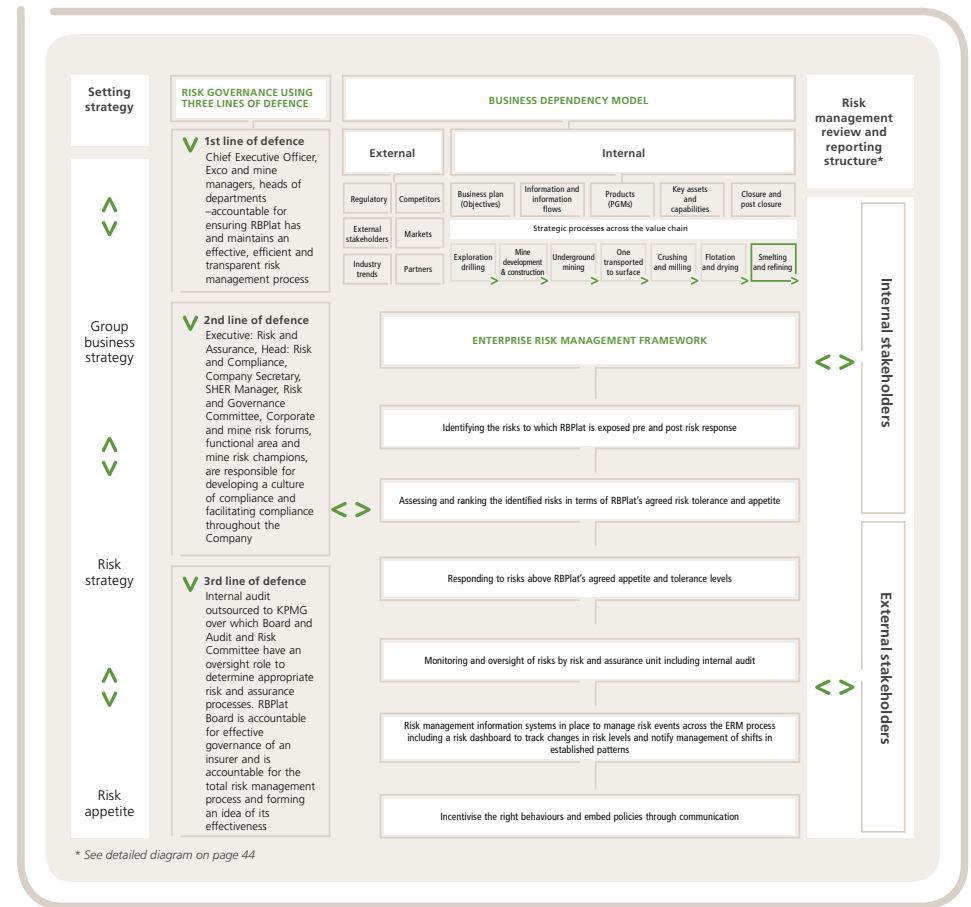 Setting
strategy
Group
business
strategy
Risk
strategy
Risk
appetite
RISK GOVERNANCE USING
THREE LINES OF DEFENCE
1st line of defence
Chief Executive Officer,
Exco and mine
managers, heads of
departments
–accountable for
ensuring RBPlat has
and maintains an
effective, efficient and
transparent risk
management process
2nd line of defence
Executive: Risk and
Assurance, Head: Risk
and Compliance,
Company Secretary,
SHER Manager, Risk
and Governance
Committee, Corporate
and mine risk forums,
functional area and
mine risk champions,
are responsible for
developing a culture
of compliance and
facilitating compliance
throughout the
Company
3rd line of defence
Internal audit
outsourced to KPMG
over which Board and
Audit and Risk
Committee have an
oversight role to
determine appropriate
risk and assurance
processes. RBPlat
Board is accountable
for effective
governance of an
insurer and is
accountable for the
total risk management
process and forming
an idea of its
effectiveness
BUSINESS DEPENDENCY MODEL
External
Regulatory
Competitors
External
stakeholders
Markets
Industry
trends
Partners
Internal
Business plan
(Objectives)
Information and
information
flows
Products
(PGMs)
Key assets
and
capabilities
Closure and
post closure
Strategic processes across the value chain
Exploration
drilling
Mine
development
& construction
Underground
mining
One
transported
to surface
Crushing
and milling
Flotation
and drying
Smelting
and refining
ENTERPRISE RISK MANAGEMENT FRAMEWORK
Identifying the risks to which RBPlat is exposed pre and post risk response
Assessing and ranking the identified risks in terms of RBPlat's agreed risk tolerance and appetite
Responding to risks above RBPlat's agreed appetite and tolerance levels
Monitoring and oversight of risks by risk and assurance unit including internal audit
Risk management information systems in place to manage risk events across the ERM process
including a risk dashboard to track changes in risk levels and notify management of shifts in
established patterns
Incentivise the right behaviours and embed policies through communication
Risk
management
review and
reporting
structure*
Internal stakeholders
External stakeholders
* See detailed diagram on page 44